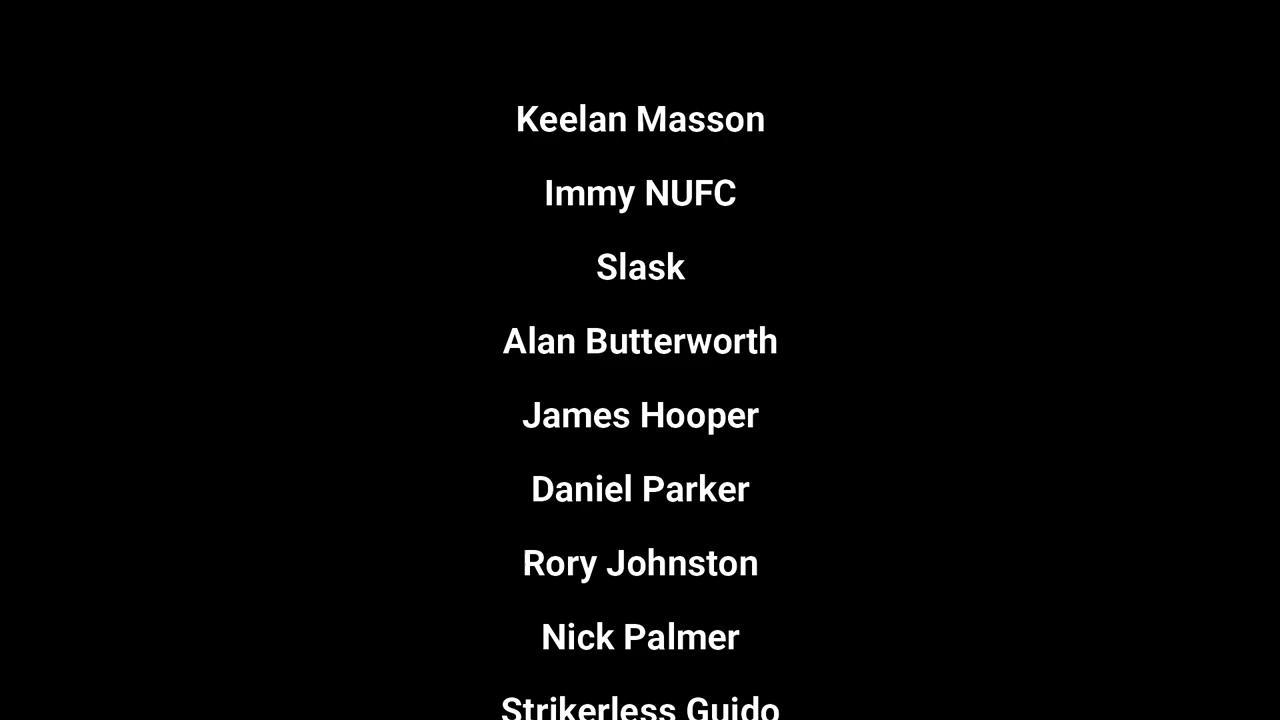 Keelan Masson
Immy NUFC
Slask
Alan Butterworth
James Hooper
Daniel Parker
Rory Johnston
Nick Palmer
Strikerless Guido